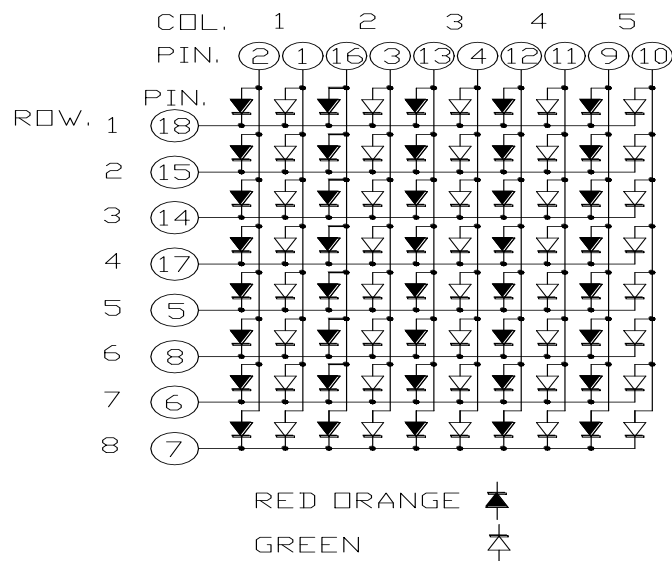 COL. 1 2 3 4 5
PIN. 2 1 16 3 13 4 12 11 9 10
PIN.
ROW. 1 18
2 15
3 14
4 17
5 5
6 8
7 6
8 7
RED ORANGE
GREEN